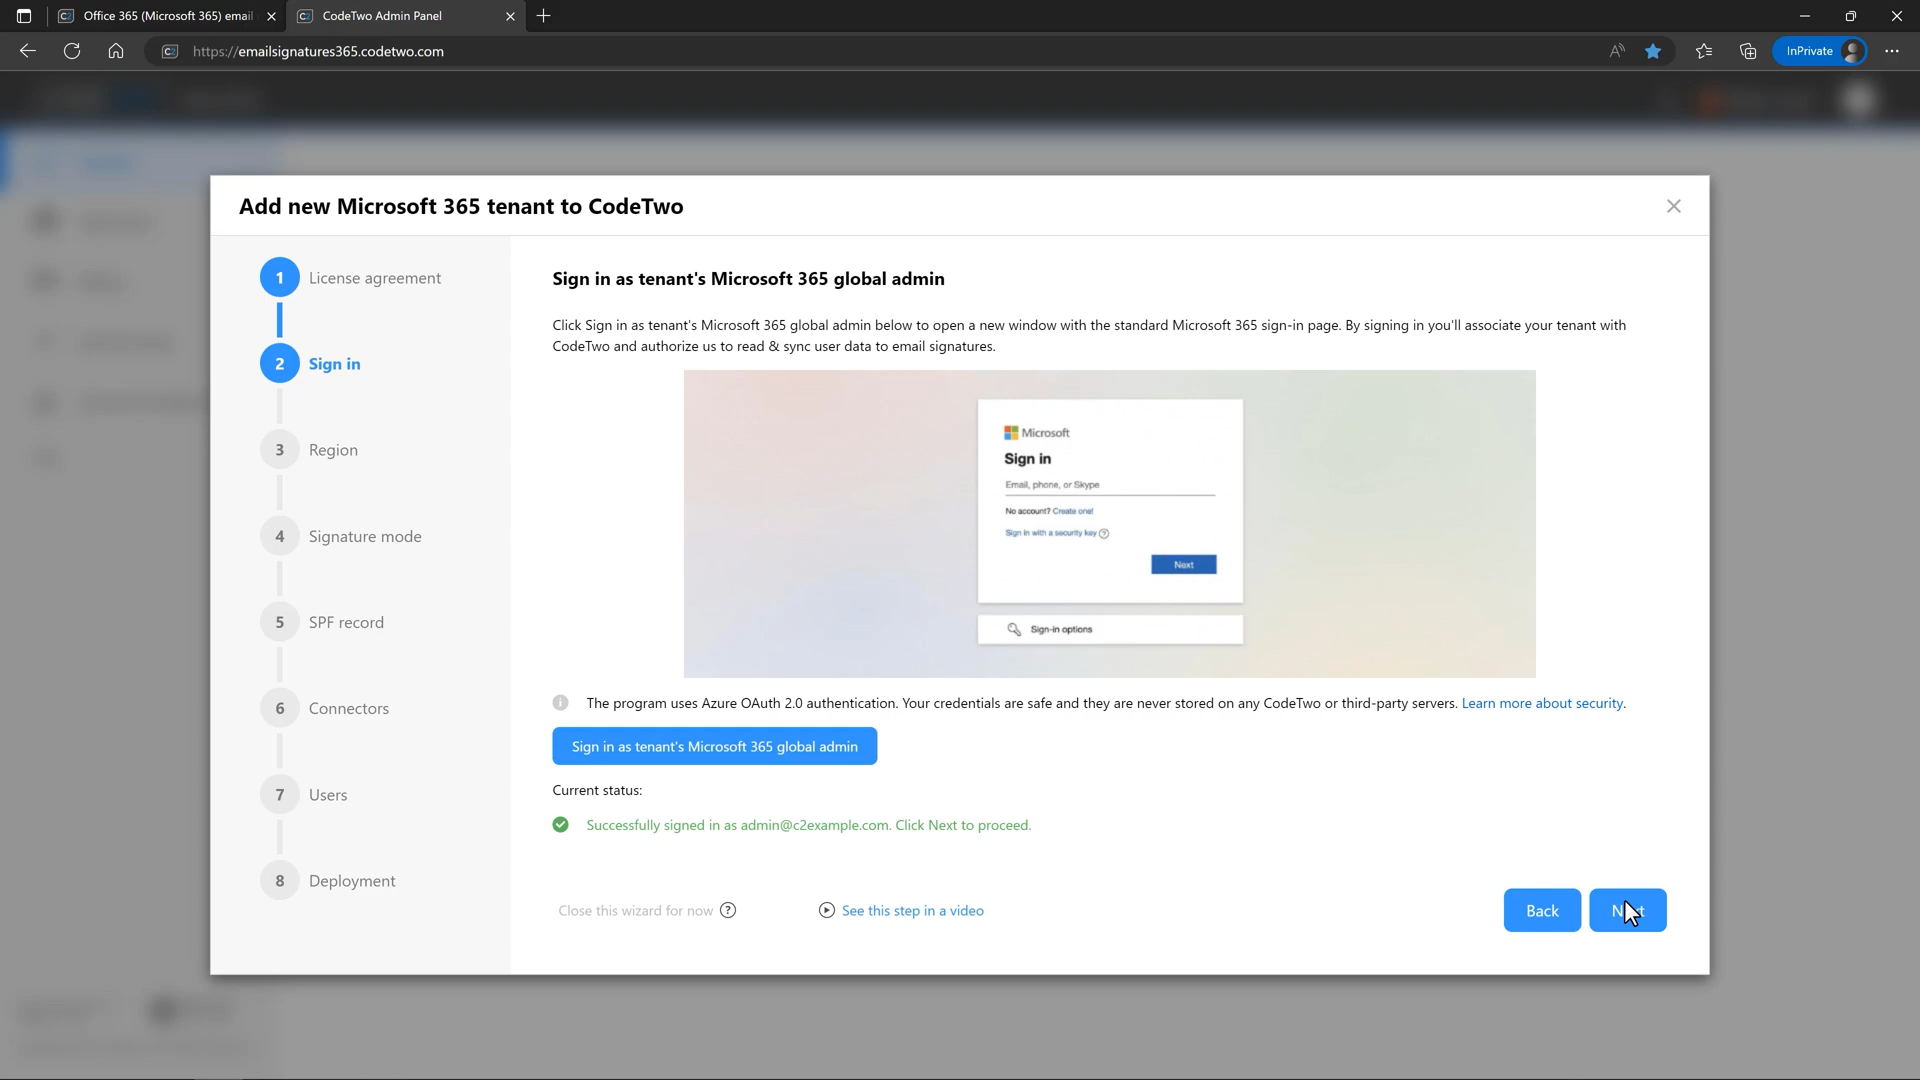 Office 365 (Microsoft 365) email
CodeTwo Admin Panel
https://emailsignatures365.codetwo.com
InPrivate
Add new Microsoft 365 tenant to CodeTwo
1 License agreement
2 Sign in
3 Region
4 Signature mode
5 SPF record
6 Connectors
7 Users
8 Deployment
Sign in as tenant's Microsoft 365 global admin
Click Sign in as tenant's Microsoft 365 global admin below to open a new window with the standard Microsoft 365 sign-in page. By signing in you'll associate your tenant with
CodeTwo and authorize us to read & sync user data to email signatures.
Microsoft
Sign in
Email, phone, or Skype
No account? Create one!
Sign in with a security key
Next
Sign-in options
The program uses Azure OAuth 2.0 authentication. Your credentials are safe and they are never stored on any CodeTwo or third-party servers. Learn more about security.
Sign in as tenant's Microsoft 365 global admin
Current status:
Successfully signed in as admin@c2example.com. Click Next to proceed.
Close this wizard for now
See this step in a video
Back
Next